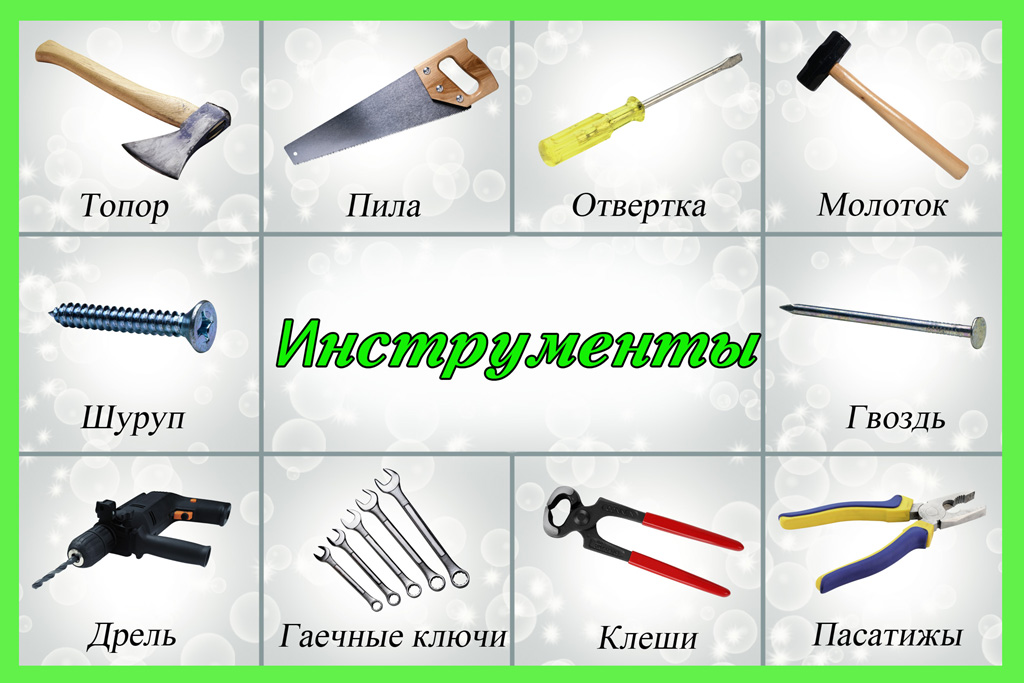 Топор
Пила
Отвертка
Молоток
Шуруп
Инструменты
Гвоздь
Дрель
Гаечные ключи
Клеши
Пасатижы